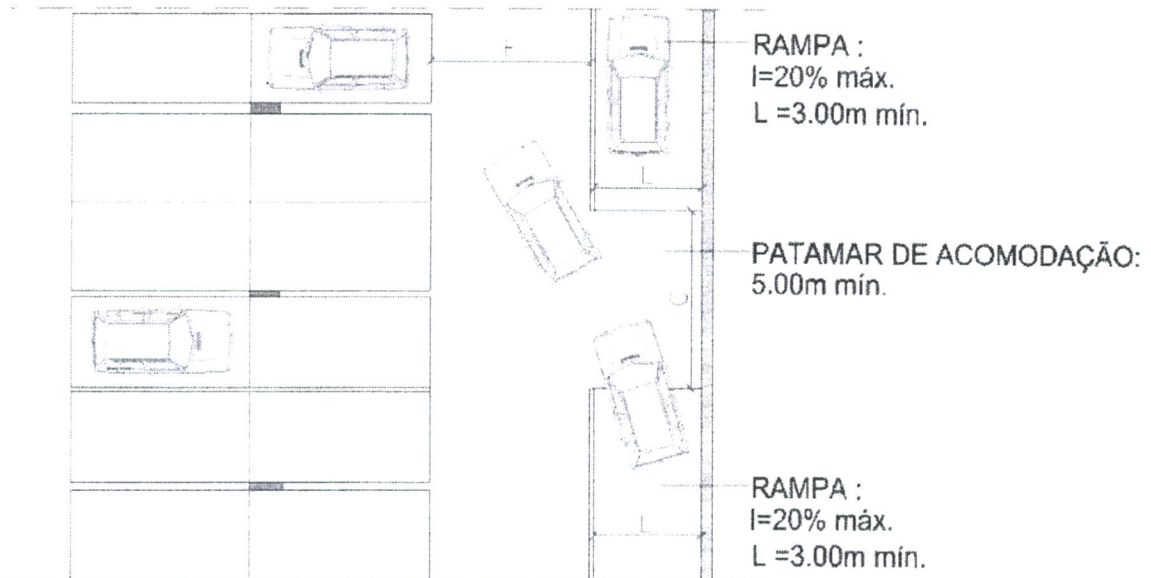 RAMPA :
I=20% máx.
L =3.00m mín.
F
L
PATAMAR DE ACOMODAÇÃO:
5.00m mín.
C
RAMPA :
I=20% máx.
L =3.00m mín.
L